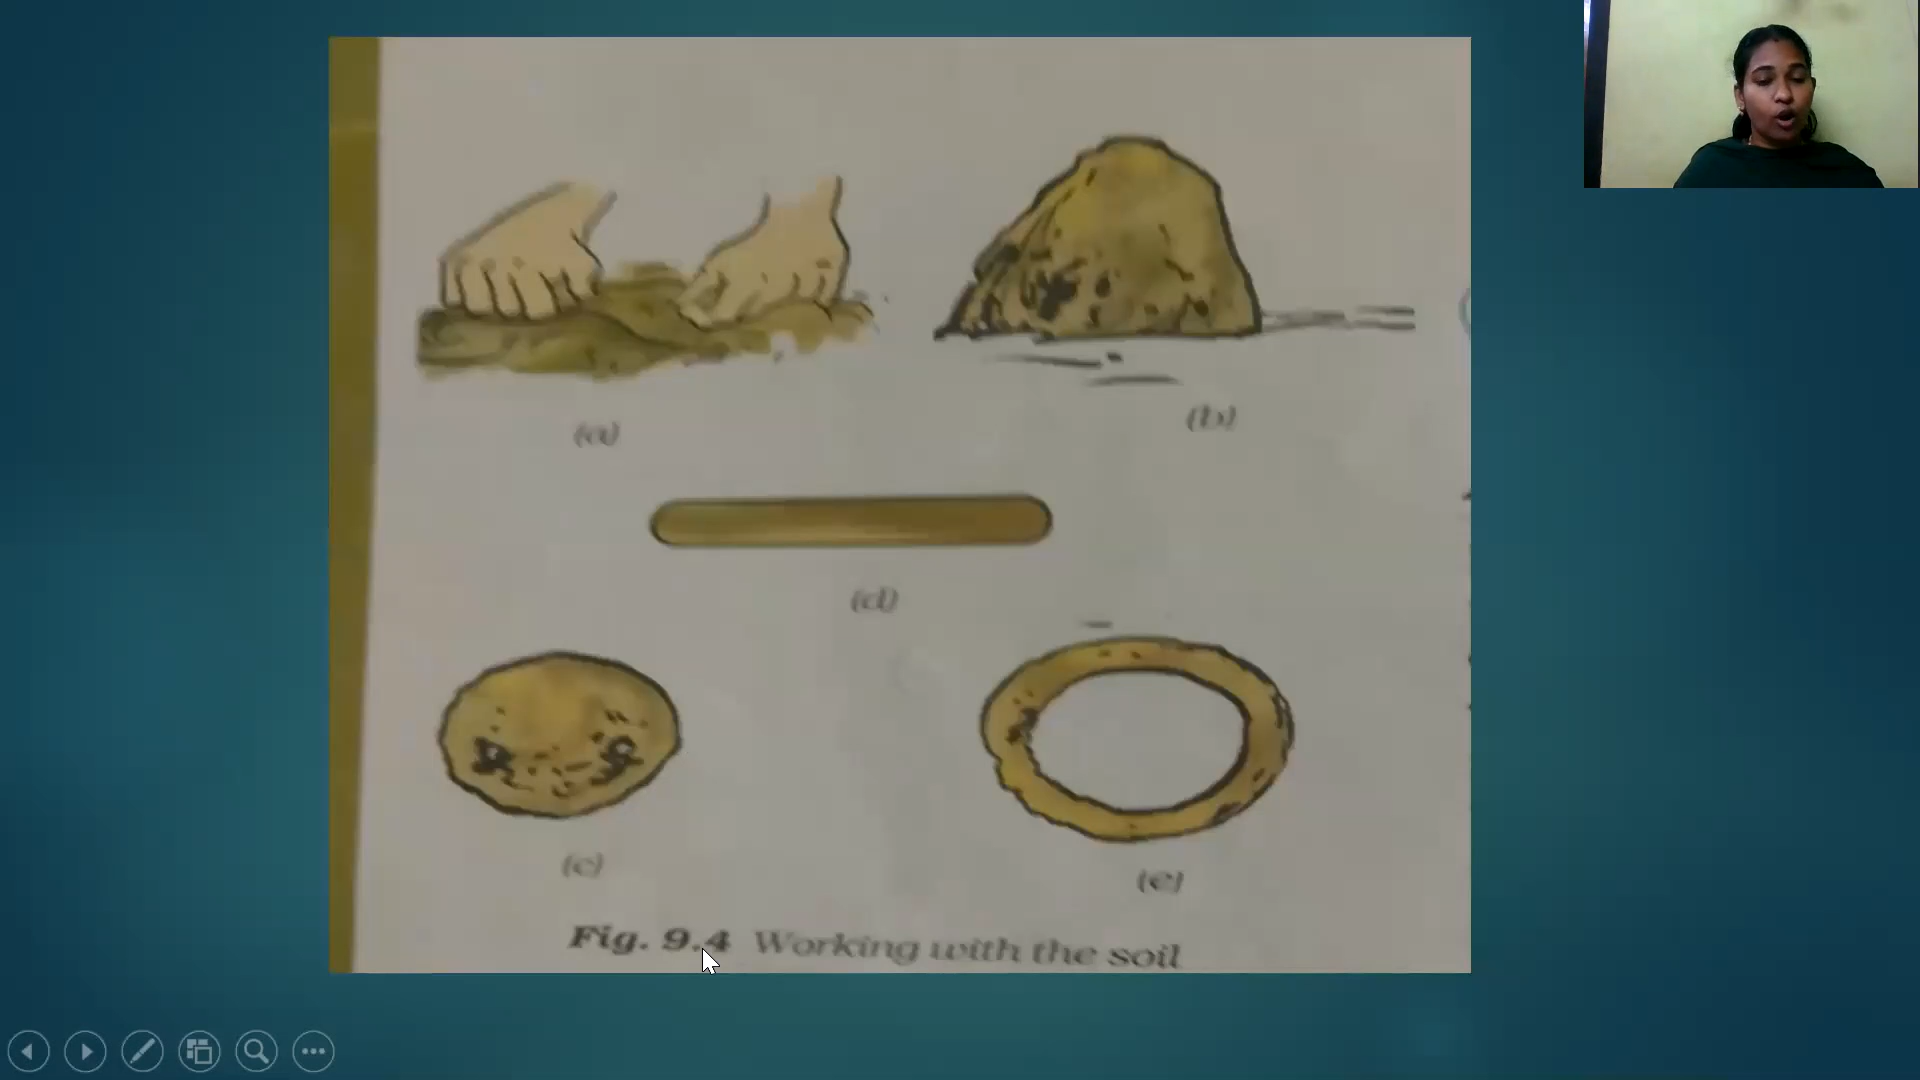 (a)
(b)
(d)
(c)
(e)
Fig. 9.4 Working with the soil